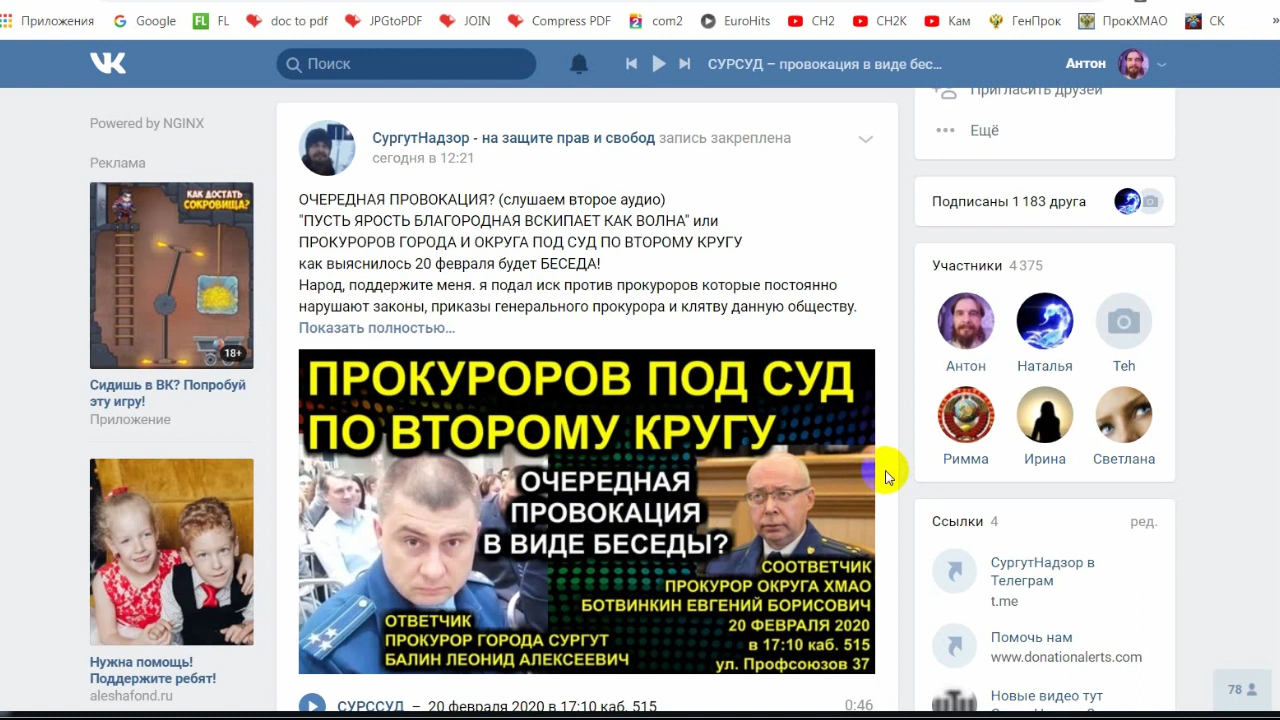 Приложения
Google
FL
FL
doc to pdf
JPGtoPDF
JOIN
Compress PDF
2
com2
EuroHits
CH2
CH2K
Кам
ГенПрок
ПрокХМАО
СК
»
Поиск
СУРСУД – провокация в виде бес...
Антон
Powered by NGINX
Реклама
КАК ДОСТАТЬ
СОКРОВИЩА?
18+
Сидишь в ВК? Попробуй
эту игру!
Приложение
Нужна помощь!
Поддержите ребят!
aleshafond.ru
СургутНадзор - на защите прав и свобод запись закреплена
сегодня в 12:21
ОЧЕРЕДНАЯ ПРОВОКАЦИЯ? (слушаем второе аудио)
"ПУСТЬ ЯРОСТЬ БЛАГОРОДНАЯ ВСКИПАЕТ КАК ВОЛНА" или
ПРОКУРОРОВ ГОРОДА И ОКРУГА ПОД СУД ПО ВТОРОМУ КРУГУ
как выяснилось 20 февраля будет БЕСЕДА!
Народ, поддержите меня. я подал иск против прокуроров которые постоянно
нарушают законы, приказы генерального прокурора и клятву данную обществу.
Показать полностью...
ПРОКУРОРОВ ПОД СУД
ПО ВТОРОМУ КРУГУ
ОЧЕРЕДНАЯ
ПРОВОКАЦИЯ
В ВИДЕ БЕСЕДЫ?
ОТВЕТЧИК
ПРОКУРОР ГОРОДА СУРГУТ
БАЛИН ЛЕОНИД АЛЕКСЕЕВИЧ
СООТВЕТЧИК
ПРОКУРОР ОКРУГА ХМАО
БОТВИНКИН ЕВГЕНИЙ БОРИСОВИЧ
20 ФЕВРАЛЯ 2020
в 17:10 каб. 515
ул. Профсоюзов 37
СУРССУД – 20 февраля 2020 в 17:10 каб. 515
0:46
Пригласить друзей
Ещё
Подписаны 1 183 друга
Участники 4 375
Антон
Наталья
Teh
Римма
Ирина
Светлана
Ссылки 4
ред.
СургутНадзор в
Телеграм
t.me
Помочь нам
www.donationalerts.com
Новые видео тут
78